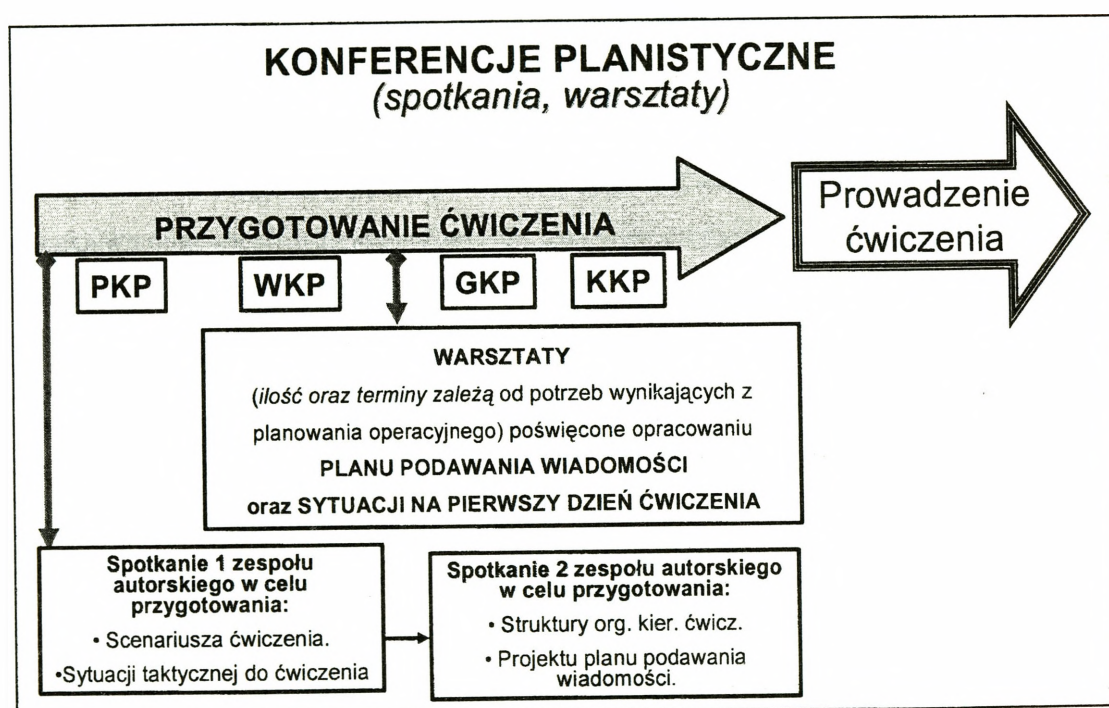 KONFERENCJE PLANISTYCZNE
(spotkania, warsztaty)
PRZYGOTOWANIE ĆWICZENIA
Prowadzenie
ćwiczenia
PKP
WKP
GKP
KKP
WARSZTATY
(ilość oraz terminy zależą od potrzeb wynikających z
planowania operacyjnego) poświęcone opracowaniu
PLANU PODAWANIA WIADOMOŚCI
oraz SYTUACJI NA PIERWSZY DZIEŃ ĆWICZENIA
Spotkanie 1 zespołu
autorskiego w celu
przygotowania:
• Scenariusza ćwiczenia.
•Sytuacji taktycznej do ćwiczenia
Spotkanie 2 zespołu autorskiego
w celu przygotowania:
• Struktury org. kier. ćwicz.
• Projektu planu podawania
wiadomości.